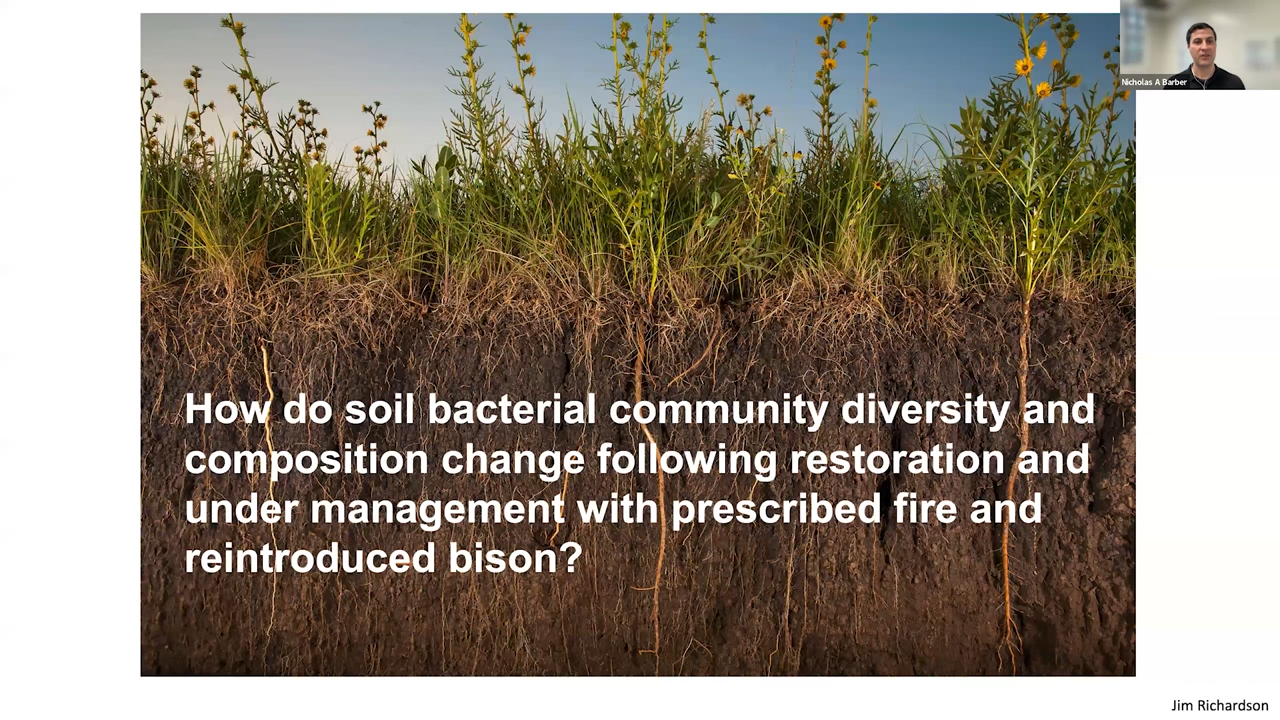 Nicholas A Barber
How do soil bacterial community diversity and
composition change following restoration and
under management with prescribed fire and
reintroduced bison?
Jim Richardson